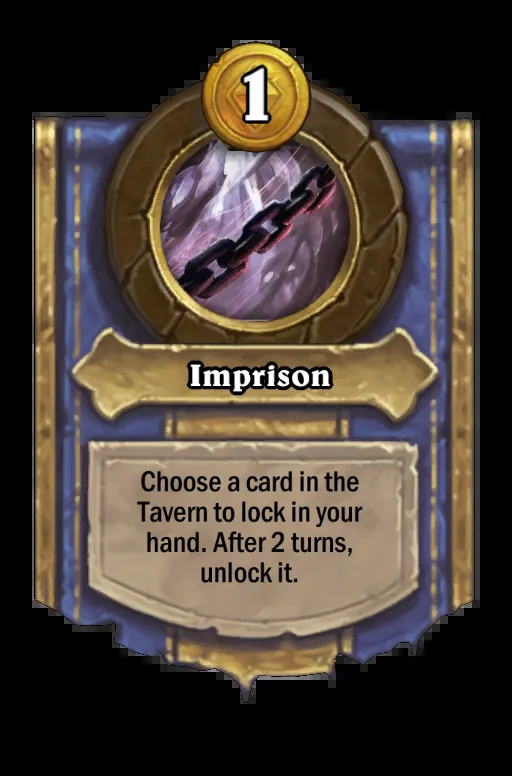 1
Imprison
Choose a card in the
Tavern to lock in your
hand. After 2 turns,
unlock it.